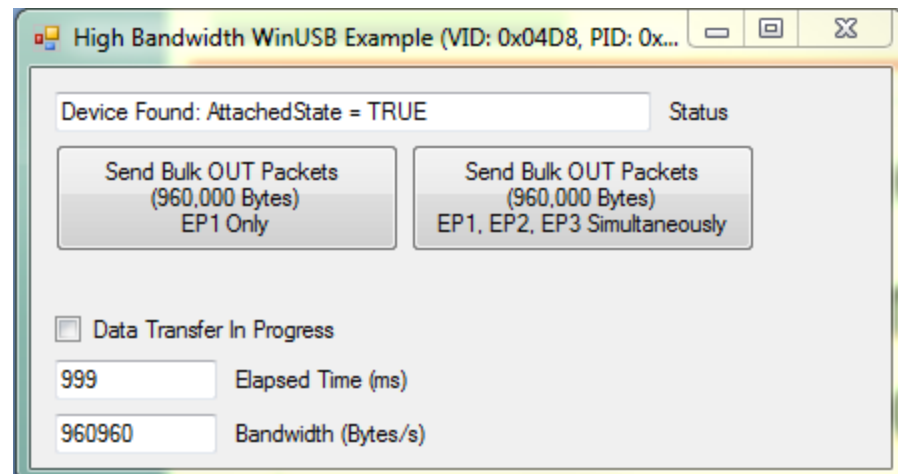 High Bandwidth WinUSB Example (VID: 0x04D8, PID: 0x...
Device Found: AttachedState = TRUE
Status
Send Bulk OUT Packets
(960,000 Bytes)
EP1 Only
Send Bulk OUT Packets
(960,000 Bytes)
EP1, EP2, EP3 Simultaneously
Data Transfer In Progress
999 Elapsed Time (ms)
960960 Bandwidth (Bytes/s)